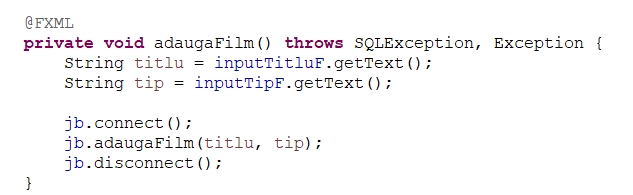 @FXML
private void adaugaFilm() throws SQLException, Exception {
    String titlu = inputTitluF.getText();
    String tip = inputTipF.getText();

    jb.connect();
    jb.adaugaFilm(titlu, tip);
    jb.disconnect();
}